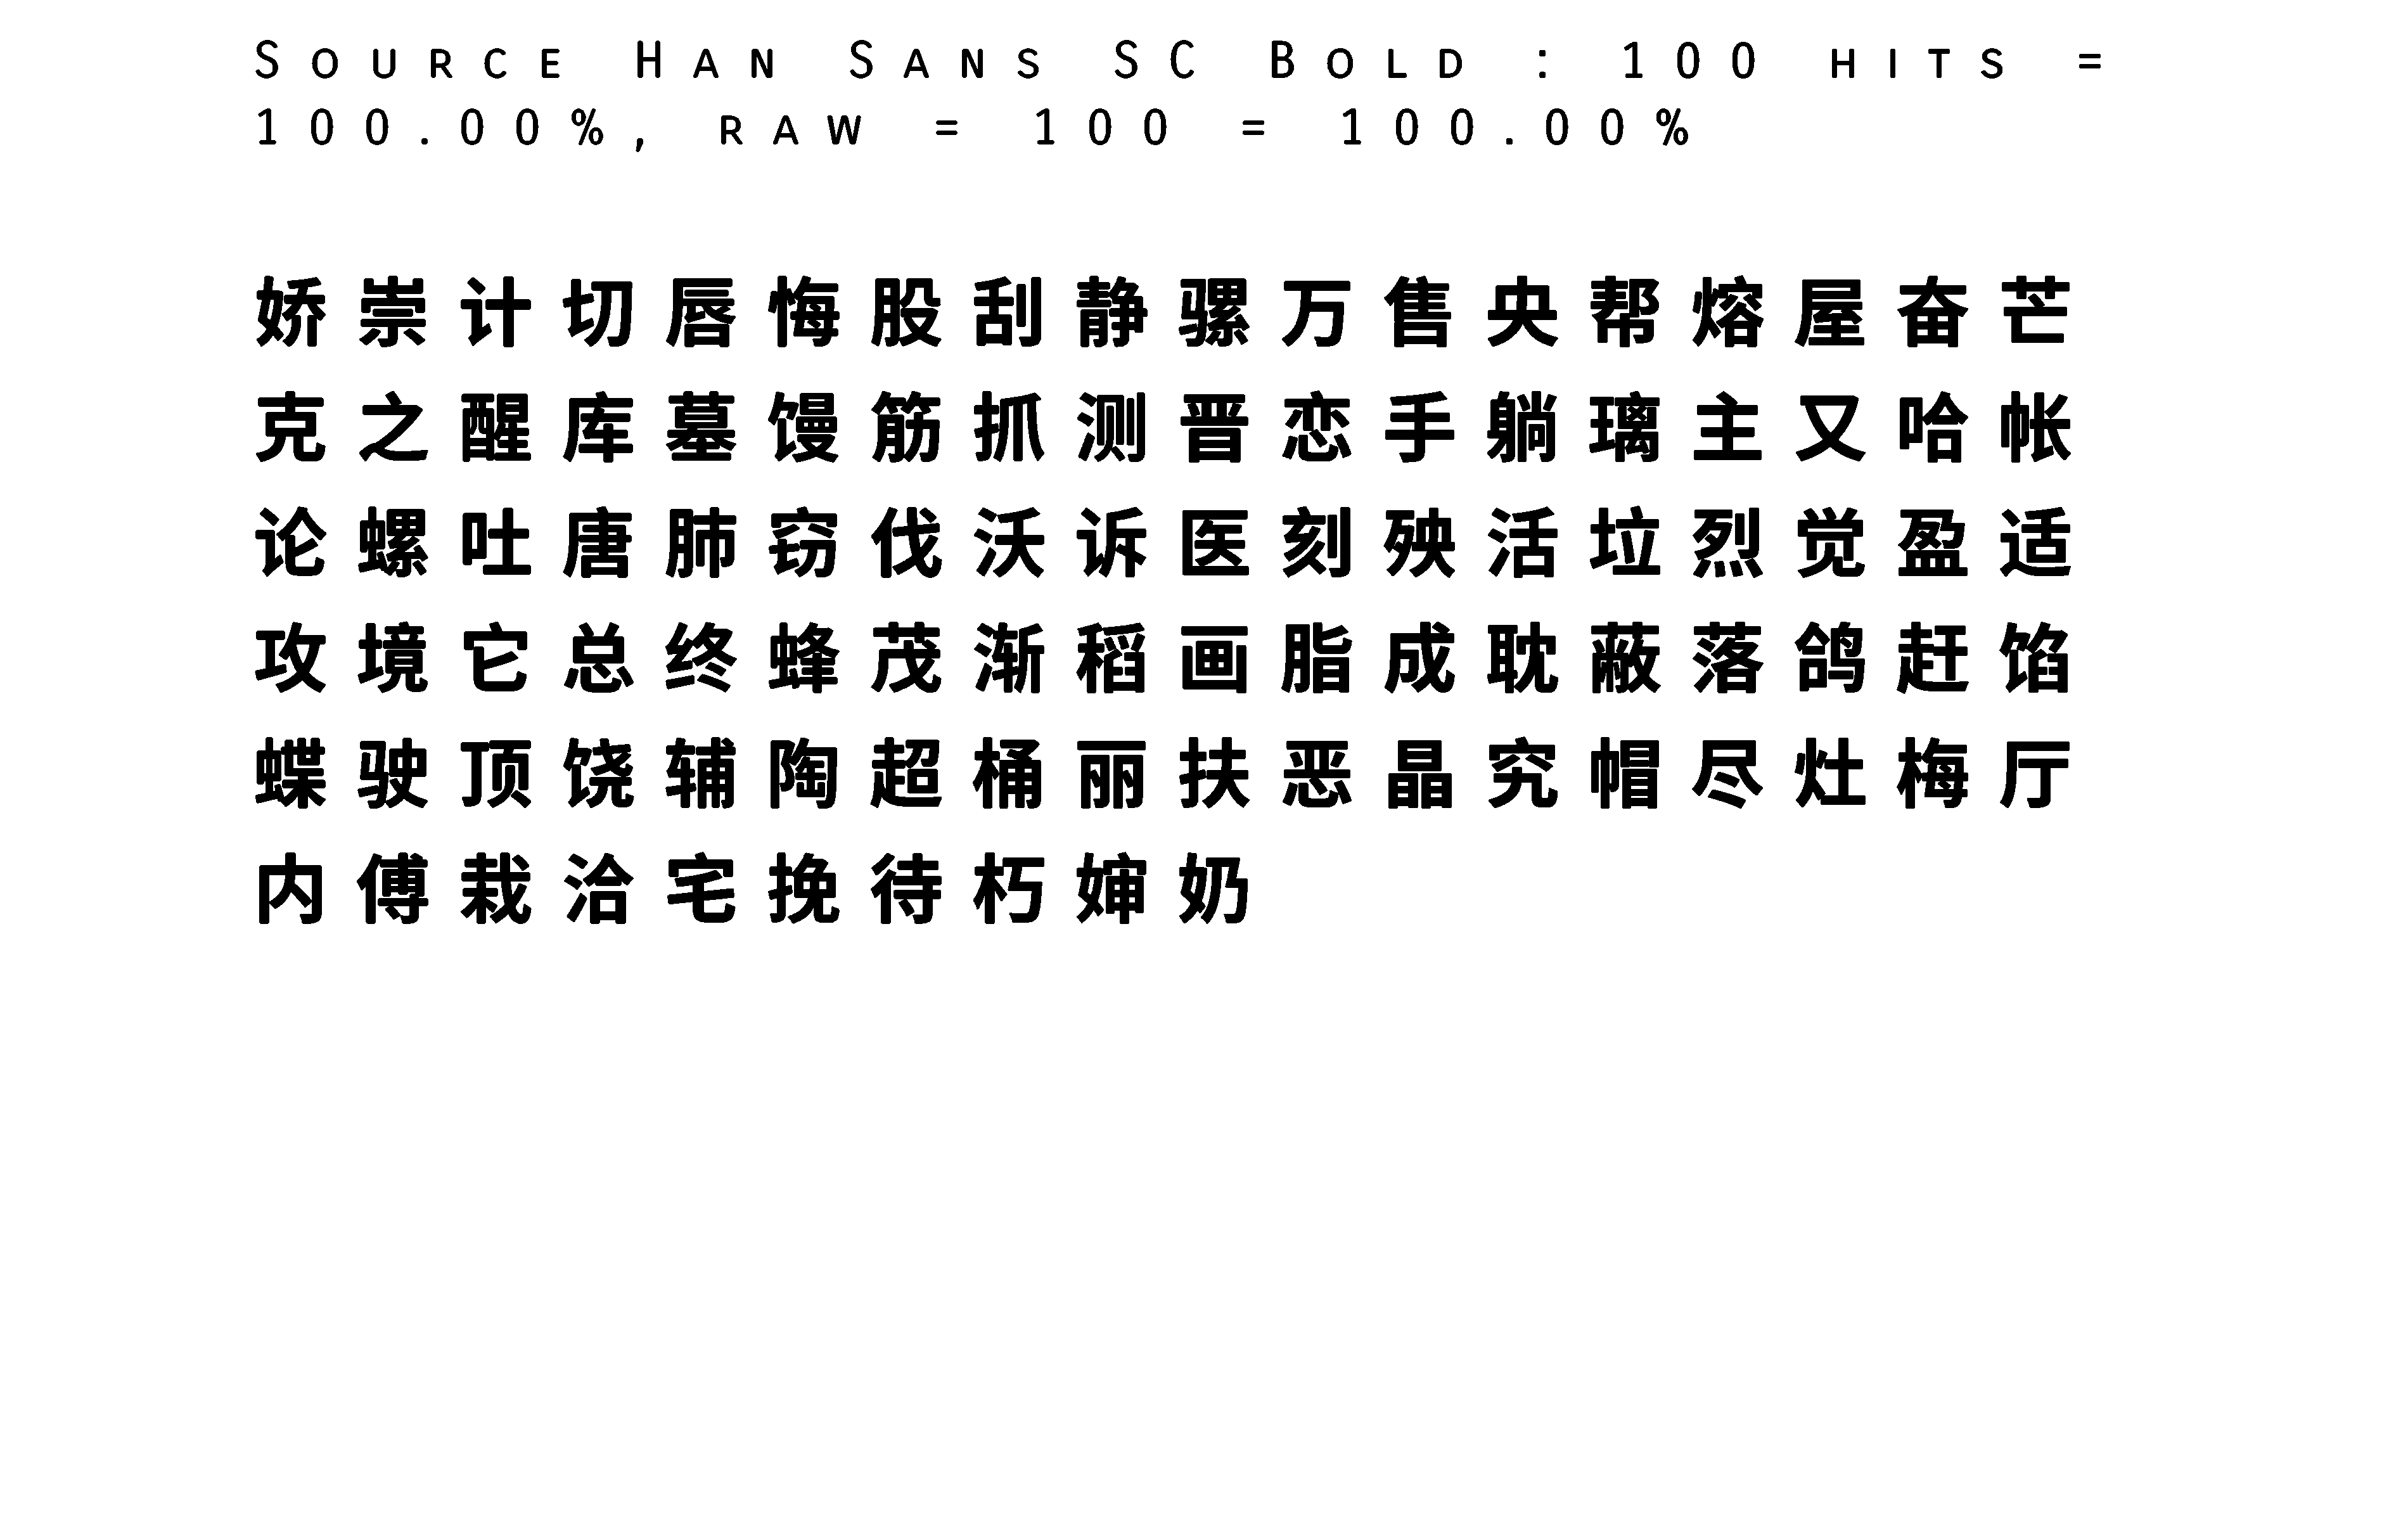 Source Han Sans SC Bold : 100 hits =
100.00%, raw = 100 = 100.00%
娇崇计切唇悔股刮静骡万售央帮熔屋奋芒
克之醒库墓馒筋抓测晋恋手躺璃主又哈帐
论螺吐唐肺窃伐沃诉医刻殃活垃烈觉盈适
攻境它总终蜂茂渐稻画脂成耽蔽落鸽赶馅
蝶驶顶饶辅陶超桶丽扶恶晶究帽尽灶梅厅
内傅栽洽宅挽待朽婶奶